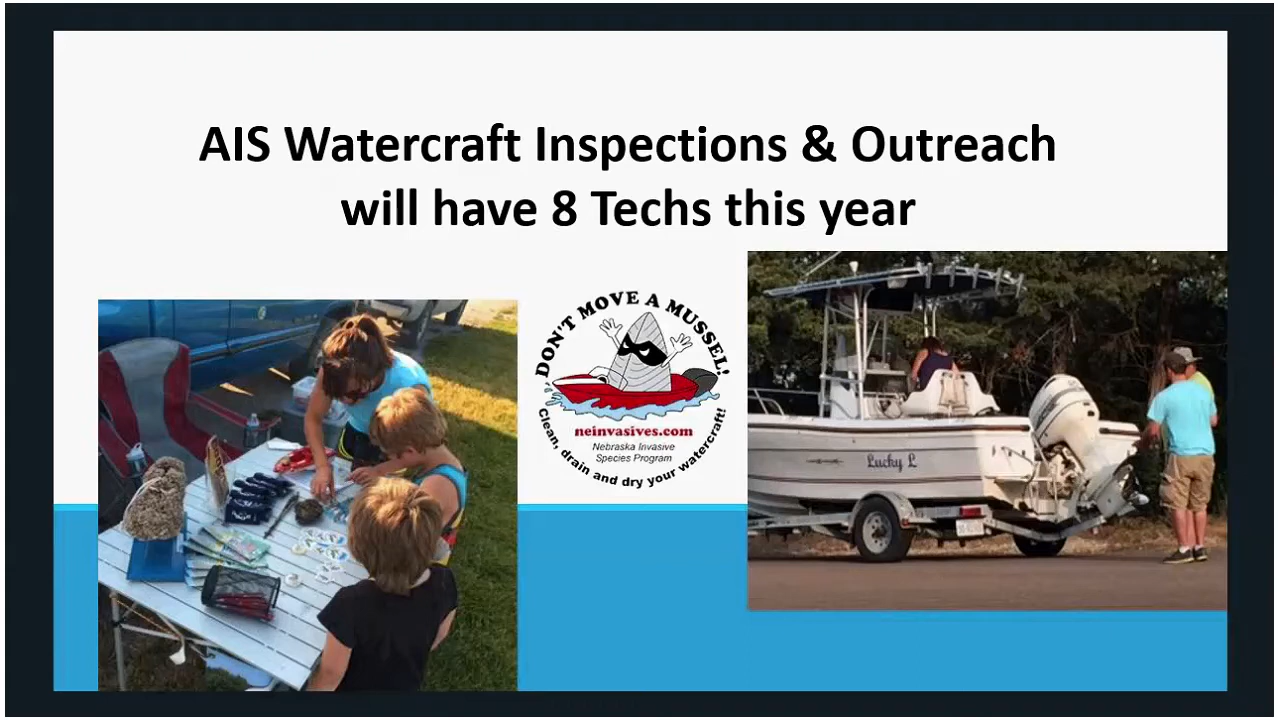 AIS Watercraft Inspections & Outreach
will have 8 Techs this year
DON'T MOVE A MUSSEL!
neinvasives.com
Nebraska Invasive
Species Program
Clean, drain and dry your watercraft!
Lucky L